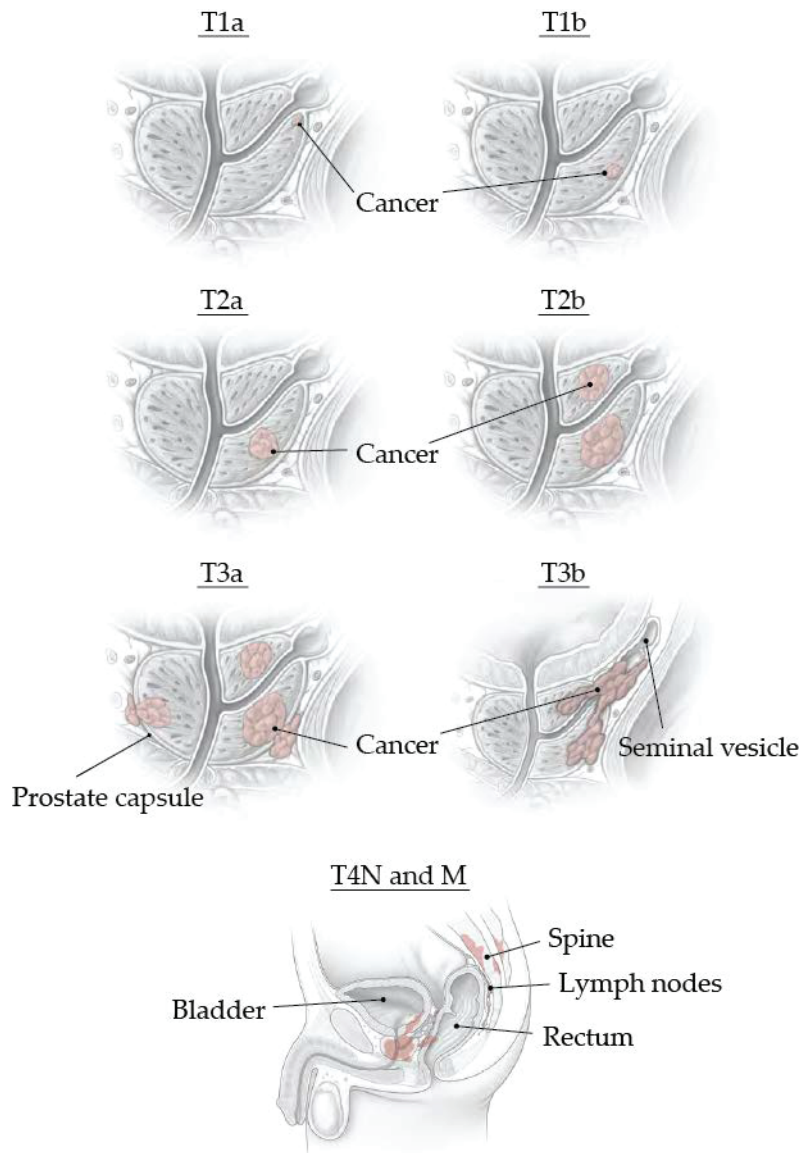 T1a
T1b
Cancer
T2a
T2b
Cancer
T3a
T3b
Cancer
Seminal vesicle
Prostate capsule
T4N and M
Spine
Lymph nodes
Bladder
Rectum